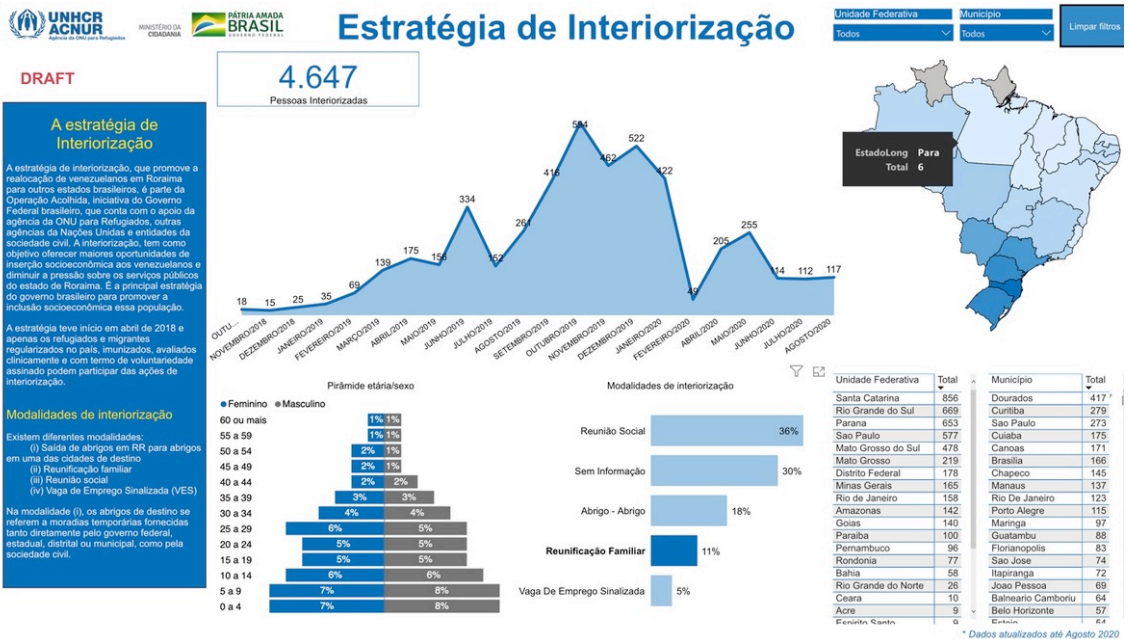 UNHCR
ACNUR
Agência da ONU para Refugiados
MINISTÉRIO DA
CIDADANIA
PÁTRIA AMADA
BRASIL
GOVERNO FEDERAL
Estratégia de Interiorização
Unidade Federativa
Todos
Município
Todos
Limpar filtros
DRAFT
4.647
Pessoas Interiorizadas
A estratégia de
Interiorização
A estratégia de interiorização, que promove a
realocação de venezuelanos em Roraima
para outros estados brasileiros, é parte da
Operação Acolhida, iniciativa do Governo
Federal brasileiro, que conta com o apoio da
agência da ONU para Refugiados, outras
agências da Nações Unidas e entidades da
sociedade civil. A interiorização, tem como
objetivo oferecer maiores oportunidades de
inserção socioeconômica aos venezuelanos e
diminuir a pressão sobre os serviços públicos
do estado de Roraima. É a principal estratégia
do governo brasileiro para promover a
inclusão socioeconômica essa população.
A estratégia teve início em abril de 2018 e
apenas os refugiados e migrantes
regularizados no país, imunizados, avaliados
clinicamente e com termo de voluntariedade
assinado podem participar das ações de
interiorização.
Modalidades de interiorização
Existem diferentes modalidades:
(i) Saída de abrigos em RR para abrigos
em uma das cidades de destino
(ii) Reunificação familiar
(iii) Reunião social
(iv) Vaga de Emprego Sinalizada (VES)
Na modalidade (i), os abrigos de destino se
referem a moradias temporárias fornecidas
tanto diretamente pelo governo federal,
estadual, distrital ou municipal, como pela
sociedade civil.
18 15 25 35 69 139 175 156 334 152 261 416 594 462 522 422 49 205 255 114 112 117
OUTU...
NOVEMBRO/2018
DEZEMBRO/2018
JANEIRO/2019
FEVEREIRO/2019
MARÇO/2019
ABRIL/2019
MAIO/2019
JUNHO/2019
JULHO/2019
AGOSTO/2019
SETEMBRO/2019
OUTUBRO/2019
NOVEMBRO/2019
DEZEMBRO/2019
JANEIRO/2020
FEVEREIRO/2020
ABRIL/2020
MAIO/2020
JUNHO/2020
JULHO/2020
AGOSTO/2020
EstadoLong Para
Total 6
Pirâmide etária/sexo
Feminino Masculino
60 ou mais 1% 1%
55 a 59 1% 1%
50 a 54 2% 1%
45 a 49 2% 1%
40 a 44 2% 2%
35 a 39 3% 3%
30 a 34 4% 4%
25 a 29 6% 5%
20 a 24 5% 5%
15 a 19 5% 5%
10 a 14 6% 6%
5 a 9 7% 8%
0 a 4 7% 8%
Modalidades de interiorização
Reunião Social 36%
Sem Informação 30%
Abrigo - Abrigo 18%
Reunificação Familiar 11%
Vaga De Emprego Sinalizada 5%
Unidade Federativa Total
Santa Catarina 856
Rio Grande do Sul 669
Parana 653
Sao Paulo 577
Mato Grosso do Sul 478
Mato Grosso 219
Distrito Federal 178
Minas Gerais 165
Rio de Janeiro 158
Amazonas 142
Goias 140
Paraiba 100
Pernambuco 96
Rondonia 77
Bahia 58
Rio Grande do Norte 26
Ceara 10
Acre 9
Espirito Santo 9
Município Total
Dourados 417
Curitiba 279
Sao Paulo 273
Cuiaba 175
Canoas 171
Brasilia 166
Chapeco 145
Manaus 137
Rio De Janeiro 123
Porto Alegre 115
Maringa 97
Guatambu 88
Florianopolis 83
Sao Jose 74
Itapiranga 72
Joao Pessoa 69
Balneario Camboriu 64
Belo Horizonte 57
Esteio 54
* Dados atualizados até Agosto 2020